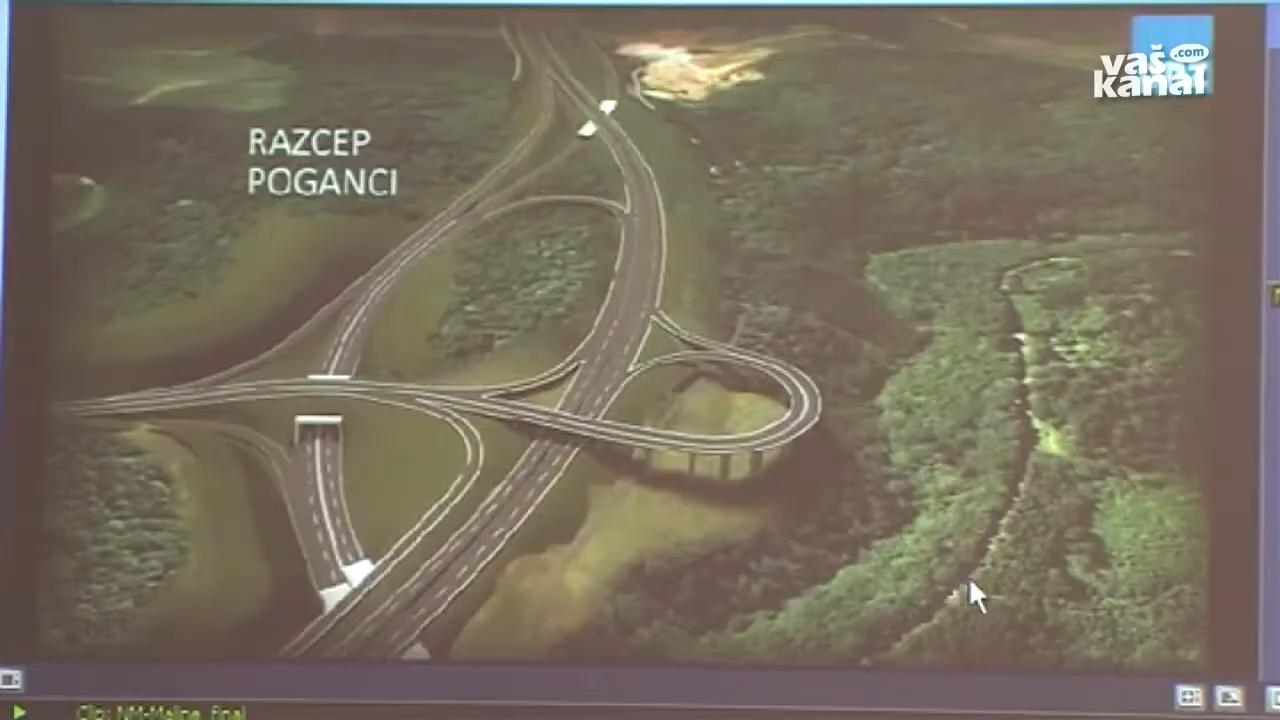 vaš
.com
kanal
RAZCEP
POGANCI
Clip: NM-Maline_final